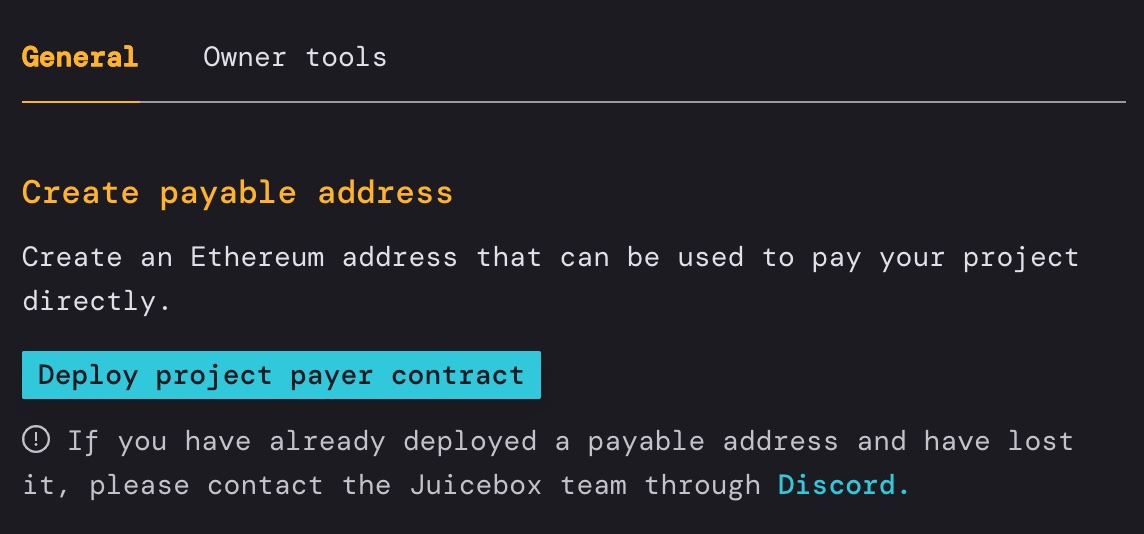 General Owner tools
Create payable address
Create an Ethereum address that can be used to pay your project
directly.
Deploy project payer contract
If you have already deployed a payable address and have lost
it, please contact the Juicebox team through Discord.